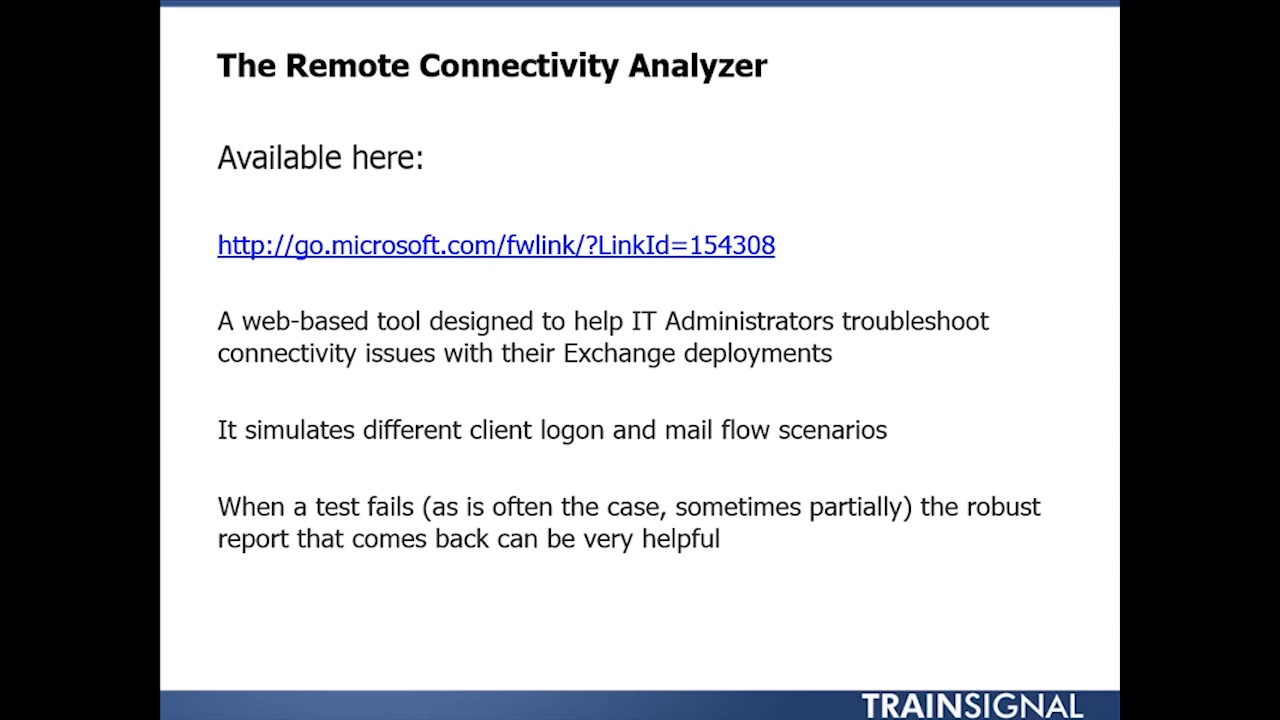 The Remote Connectivity Analyzer
Available here:
http://go.microsoft.com/fwlink/?LinkId=154308
A web-based tool designed to help IT Administrators troubleshoot
connectivity issues with their Exchange deployments
It simulates different client logon and mail flow scenarios
When a test fails (as is often the case, sometimes partially) the robust
report that comes back can be very helpful
TRAINSIGNAL